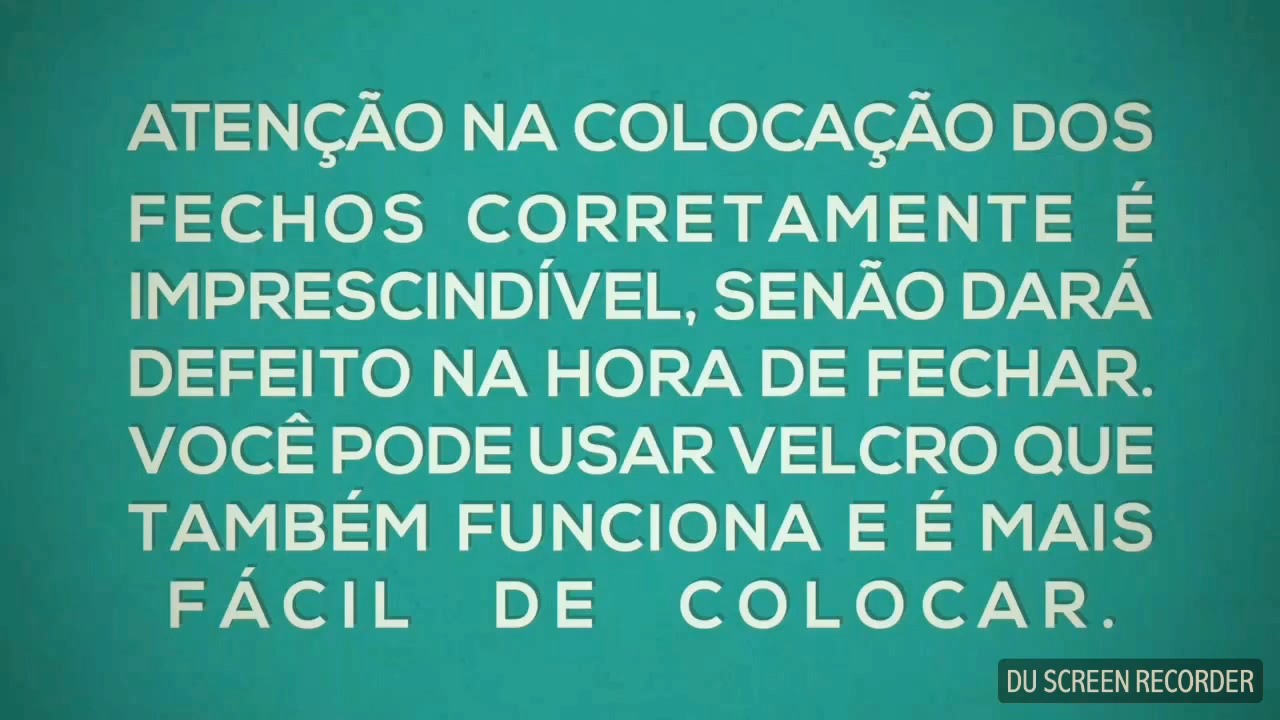 ATENÇÃO NA COLOCAÇÃO DOS
FECHOS CORRETAMENTE É
IMPRESCINDÍVEL, SENÃO DARÁ
DEFEITO NA HORA DE FECHAR.
VOCÊ PODE USAR VELCRO QUE
TAMBÉM FUNCIONA E É MAIS
FÁCIL DE COLOCAR.
DU SCREEN RECORDER